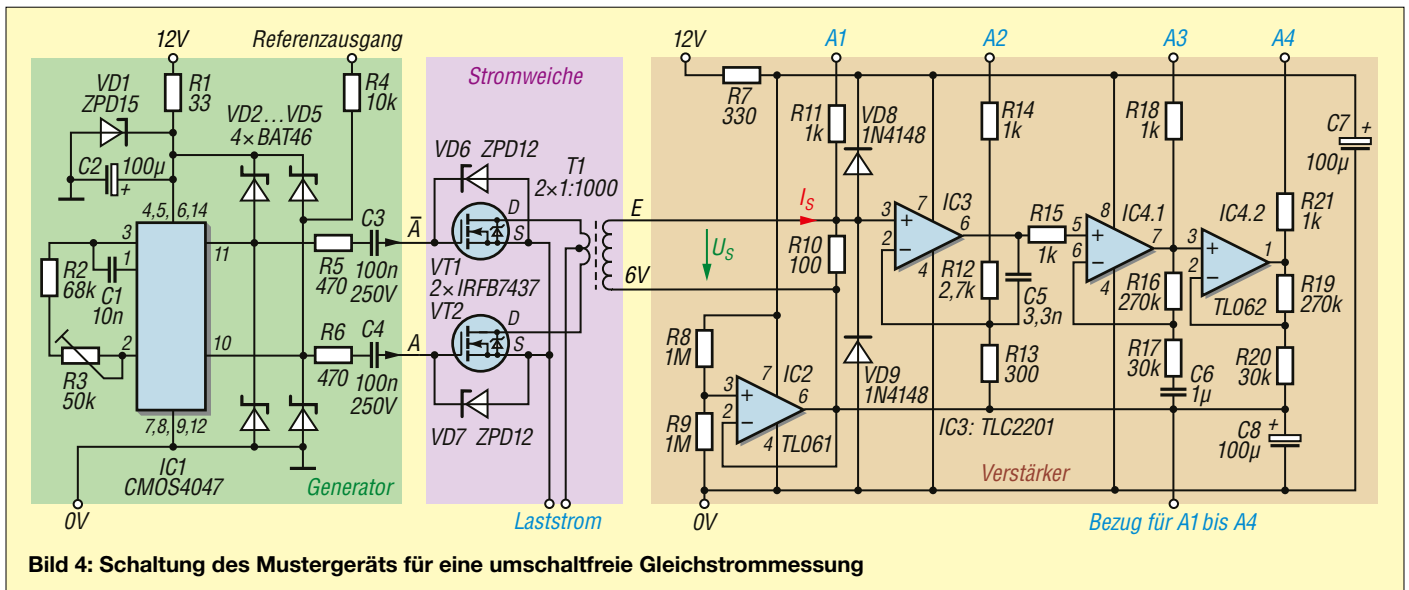 12V
Referenzausgang
VD1
ZPD15
R1
33
R4
10k
VD2...VD5
4×BAT46
C2
100µ
+
4,5, 6,14
3
1
11
R2
68k
C1
10n
2
10
R3
50k
R5
470
C3
100n
250V
R6
470
C4
100n
250V
7,8, 9,12
IC1
CMOS4047
Generator
0V
Stromweiche
VD6 ZPD12
T1
2×1:1000
A̅
D
S
VT1
2×IRFB7437
VT2
A
D
S
VD7 ZPD12
Laststrom
E
6V
I_S
U_S
12V
A1
A2
A3
A4
R7
330
R11
1k
VD8
1N4148
R14
1k
R18
1k
C7
+
100µ
R10
100
3
+
2
–
7
4
IC3
6
R15
1k
5
+
6
–
8
4
IC4.1
7
IC4.2
3
+
2
–
1
TL062
R21
1k
R12
2,7k
C5
3,3n
R16
270k
R19
270k
R8
1M
R9
1M
IC2
3
+
2
–
7
6
4
TL061
VD9
1N4148
R13
300
R17
30k
C6
1µ
R20
30k
IC3: TLC2201
+
C8
100µ
Verstärker
0V
Bezug für A1 bis A4
Bild 4: Schaltung des Mustergeräts für eine umschaltfreie Gleichstrommessung